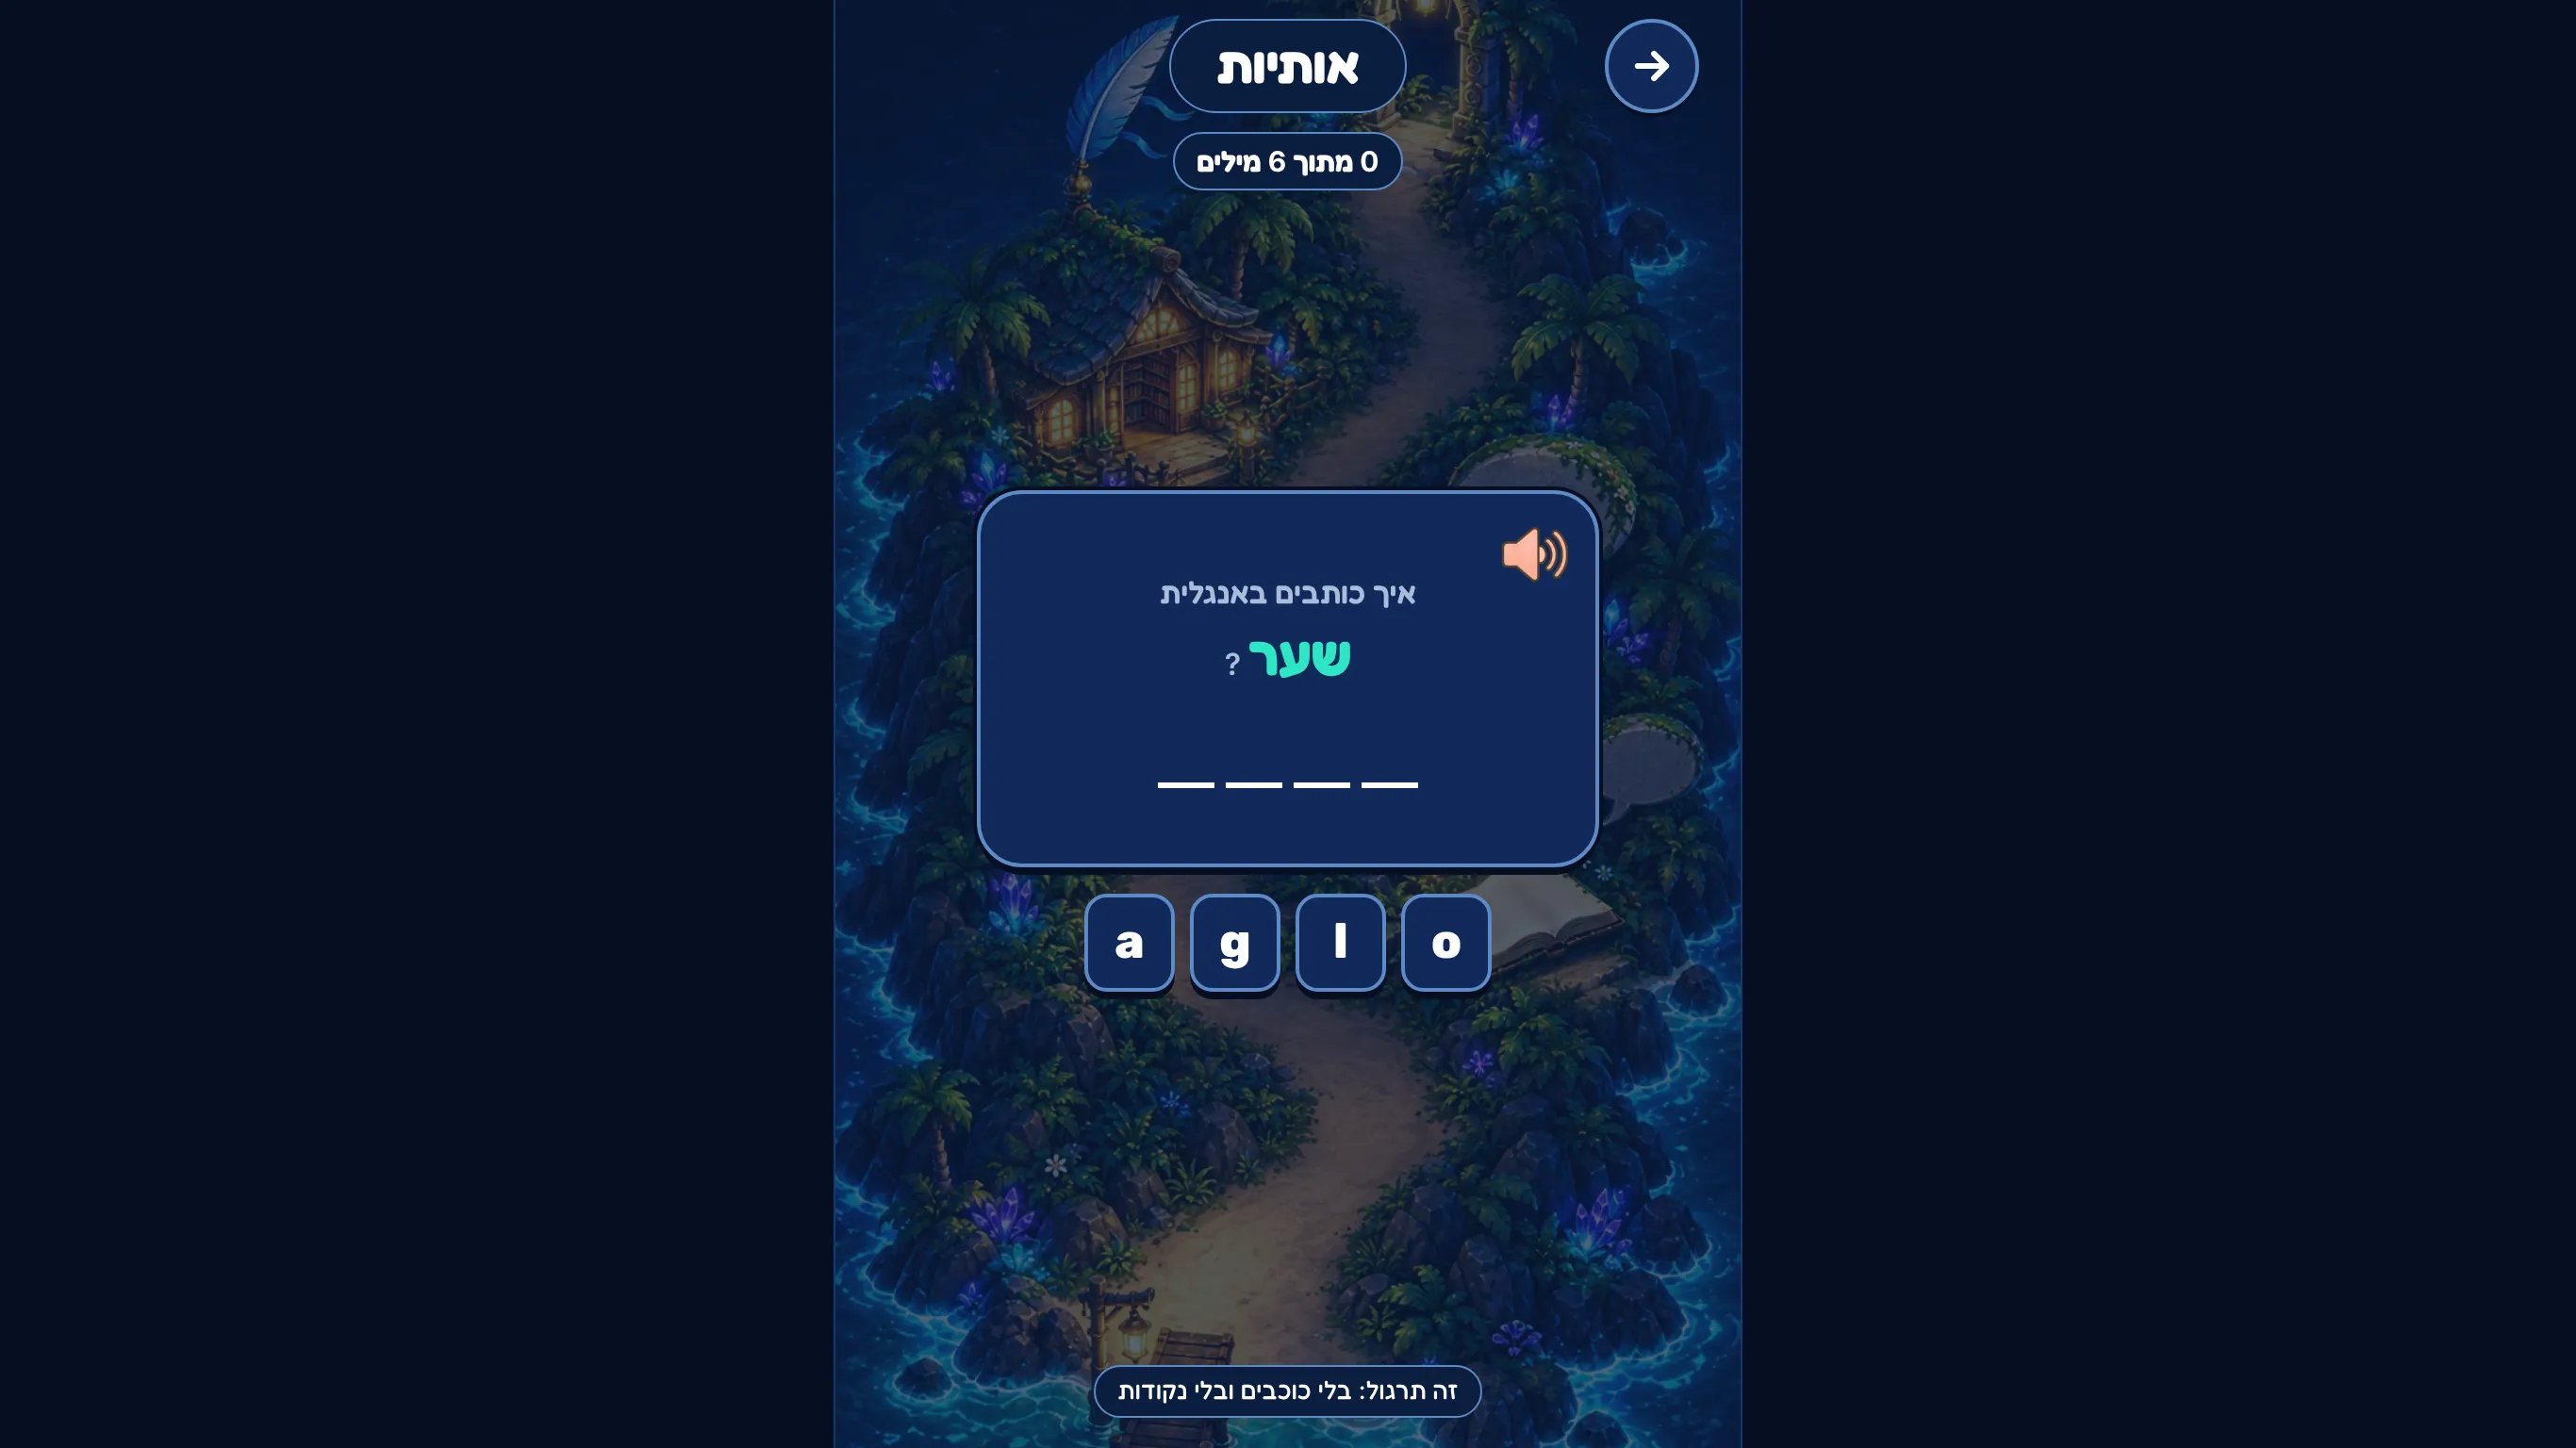 אותיות
0 מתוך 6 מילים
איך כותבים באנגלית
שער ?
a g l o
זה תרגול: בלי כוכבים ובלי נקודות